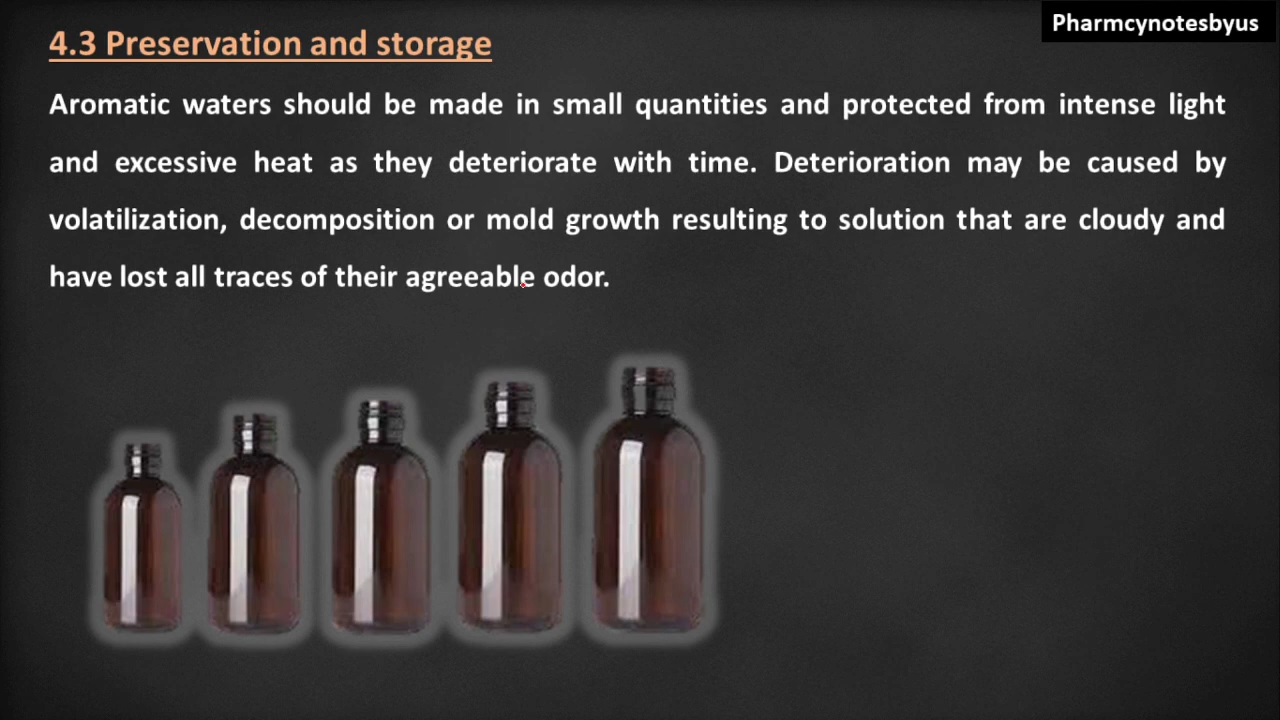 Pharmcynotesbyus
4.3 Preservation and storage
Aromatic waters should be made in small quantities and protected from intense light
and excessive heat as they deteriorate with time. Deterioration may be caused by
volatilization, decomposition or mold growth resulting to solution that are cloudy and
have lost all traces of their agreeable odor.